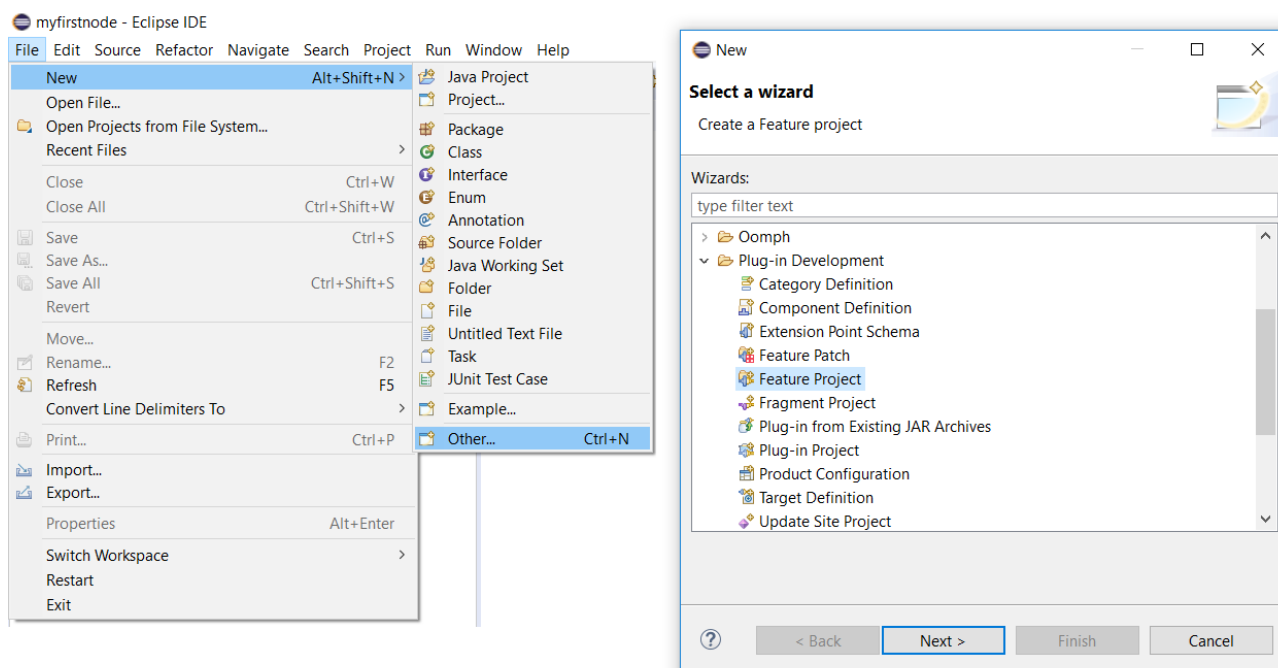 myfirstnode - Eclipse IDE
File Edit Source Refactor Navigate Search Project Run Window Help
New Alt+Shift+N >
Open File...
Open Projects from File System...
Recent Files >
Close Ctrl+W
Close All Ctrl+Shift+W
Save Ctrl+S
Save As...
Save All Ctrl+Shift+S
Revert
Move...
Rename... F2
Refresh F5
Convert Line Delimiters To >
Print... Ctrl+P
Import...
Export...
Properties Alt+Enter
Switch Workspace >
Restart
Exit
Java Project
Project...
Package
Class
Interface
Enum
Annotation
Source Folder
Java Working Set
Folder
File
Untitled Text File
Task
JUnit Test Case
Example...
Other... Ctrl+N
New
Select a wizard
Create a Feature project
Wizards:
type filter text
Oomph
Plug-in Development
Category Definition
Component Definition
Extension Point Schema
Feature Patch
Feature Project
Fragment Project
Plug-in from Existing JAR Archives
Plug-in Project
Product Configuration
Target Definition
Update Site Project
? < Back Next > Finish Cancel